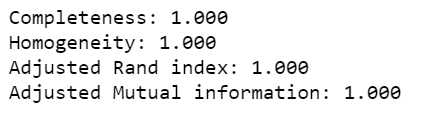 Completeness: 1.000
Homogeneity: 1.000
Adjusted Rand index: 1.000
Adjusted Mutual information: 1.000